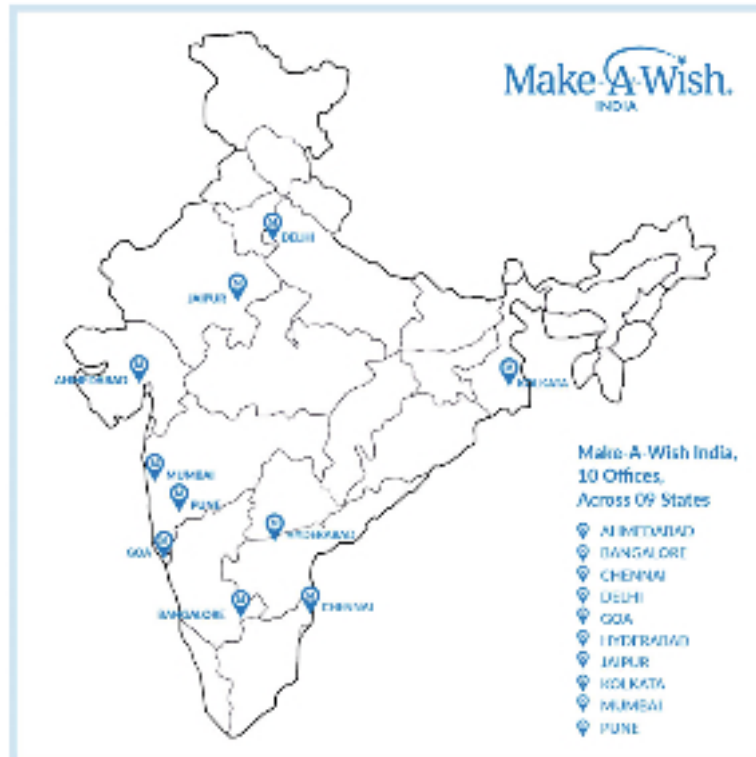 Make-A-Wish.
INDIA
DELHI
JAIPUR
AHMEDABAD
KOLKATA
MUMBAI
PUNE
HYDERABAD
GOA
BANGALORE
CHENNAI
Make-A-Wish India,
10 Offices,
Across 09 States
AHMEDABAD
BANGALORE
CHENNAI
DELHI
GOA
HYDERABAD
JAIPUR
KOLKATA
MUMBAI
PUNE